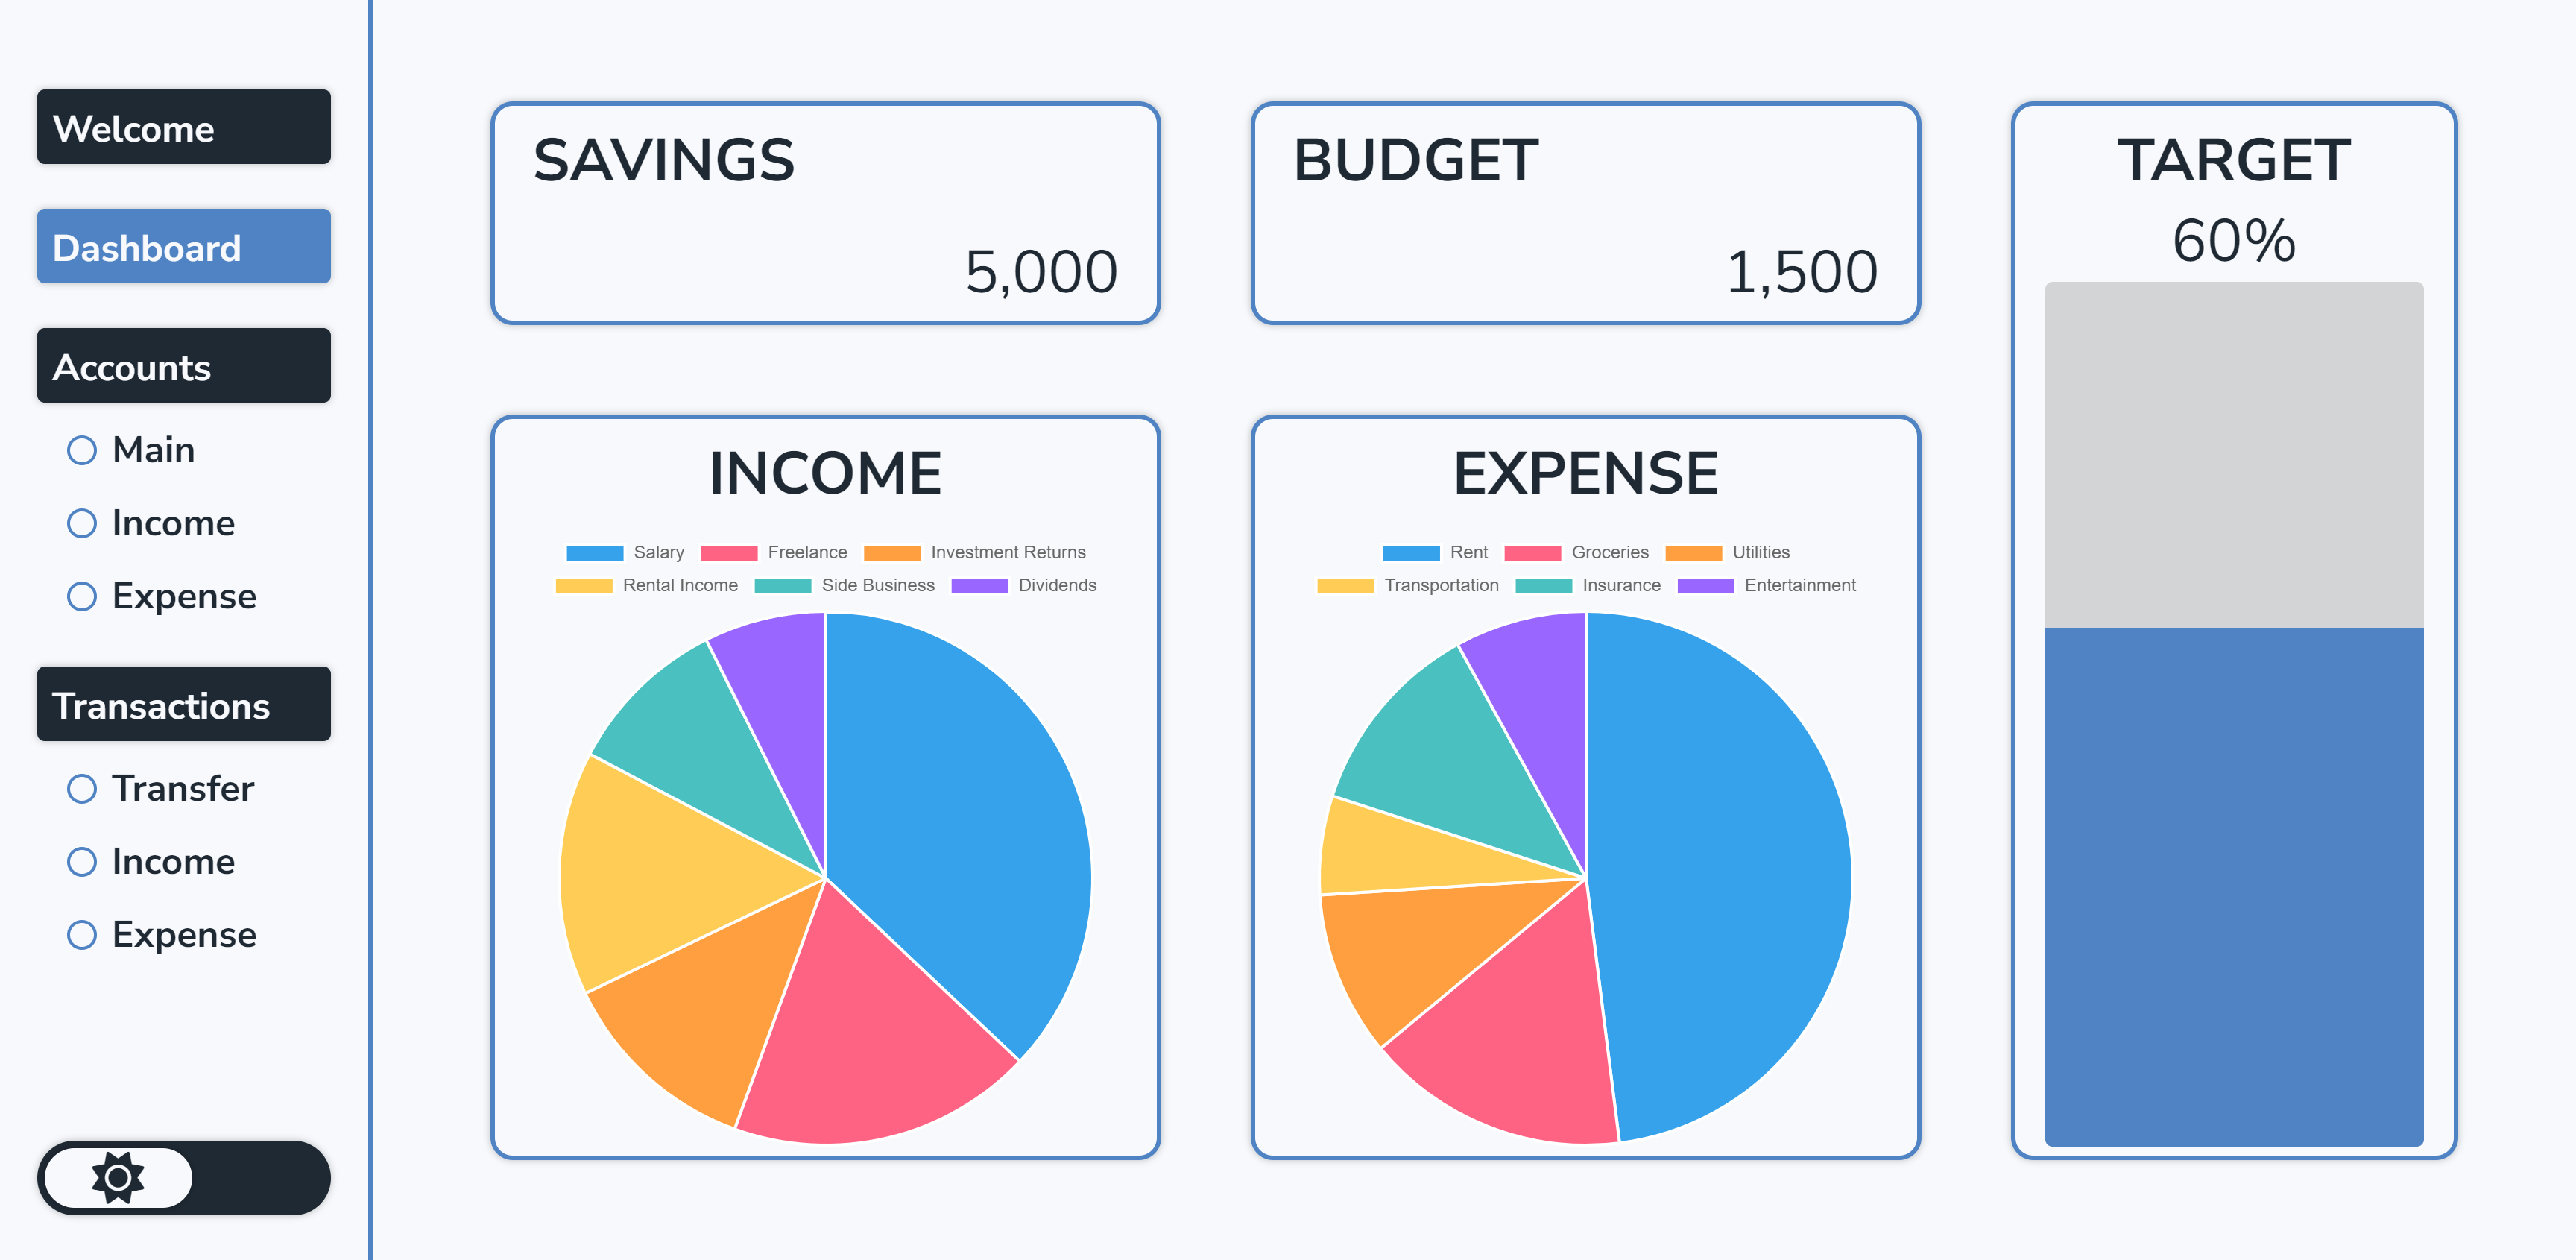 Welcome
Dashboard
Accounts
Main
Income
Expense
Transactions
Transfer
Income
Expense
SAVINGS
5,000
BUDGET
1,500
TARGET
60%
INCOME
Salary Freelance Investment Returns
Rental Income Side Business Dividends
EXPENSE
Rent Groceries Utilities
Transportation Insurance Entertainment